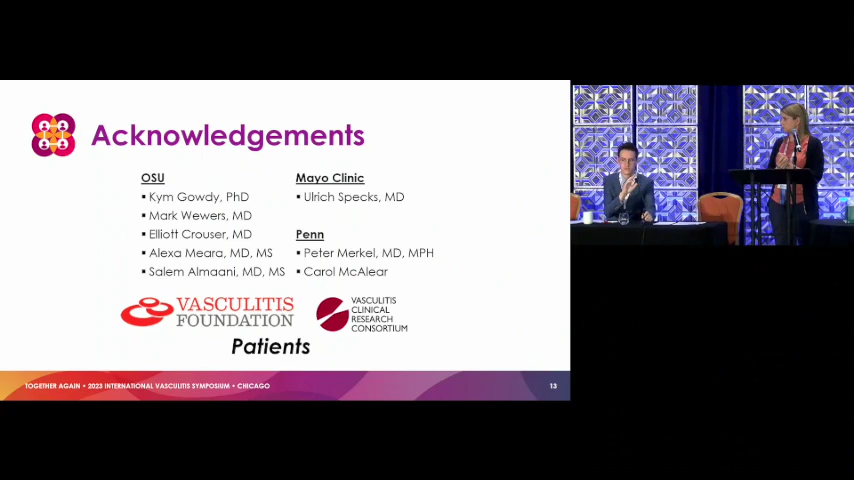 Acknowledgements
OSU
▪ Kym Gowdy, PhD
▪ Mark Wewers, MD
▪ Elliott Crouser, MD
▪ Alexa Meara, MD, MS
▪ Salem Almaani, MD, MS
Mayo Clinic
▪ Ulrich Specks, MD
Penn
▪ Peter Merkel, MD, MPH
▪ Carol McAlear
VASCULITIS
FOUNDATION
VASCULITIS
CLINICAL
RESEARCH
CONSORTIUM
Patients
TOGETHER AGAIN • 2023 INTERNATIONAL VASCULITIS SYMPOSIUM • CHICAGO
13